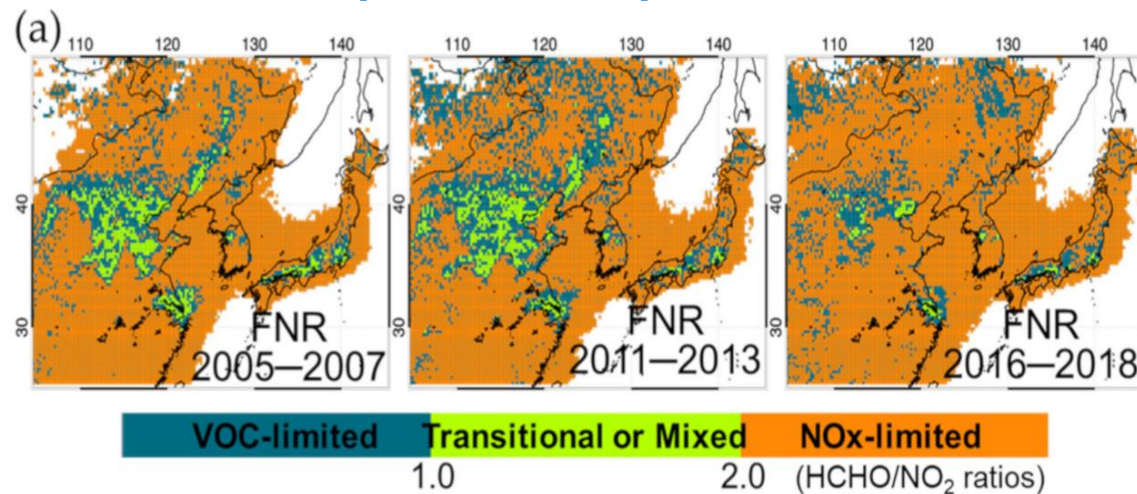 (a)
110 120 130 140
110 120 130 140
110 120 130 140
40
30
FNR
2005–2007
40
30
FNR
2011–2013
40
30
FNR
2016–2018
VOC-limited Transitional or Mixed NOx-limited
1.0 2.0 (HCHO/NO₂ ratios)